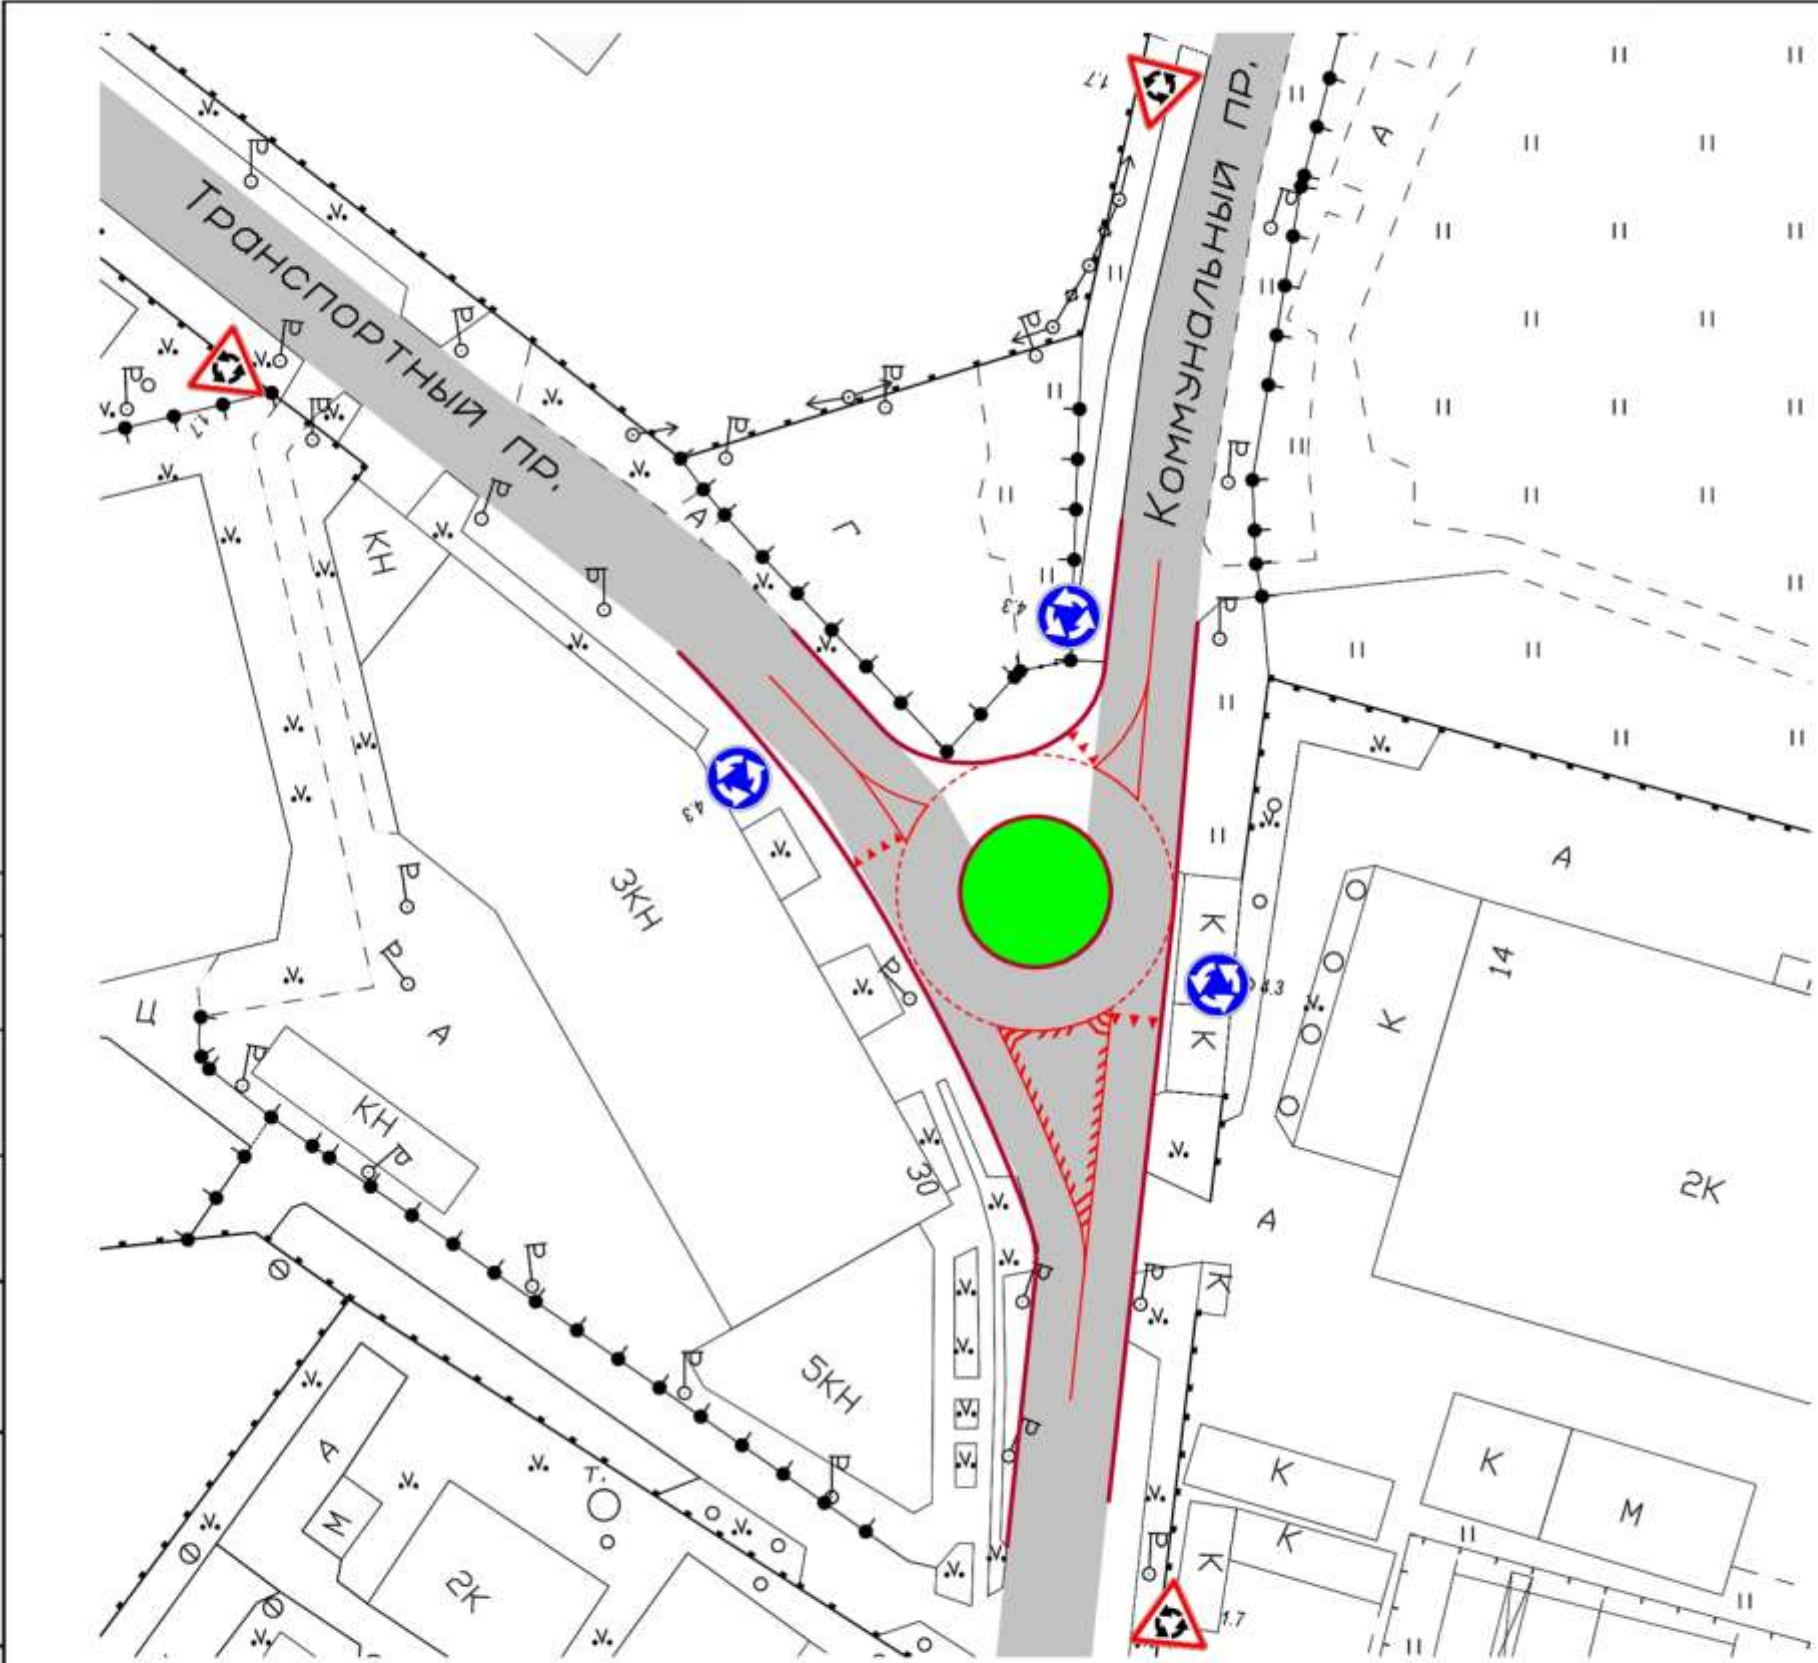 1.7
Коммунальный пр.
А
Транспортный пр.
1.7
А
Г
КН
4.3
4.3
3КН
А
К
14
К
4.3
К
К
Ц
А
КН
30
2К
А
К
5КН
А
М
т.
2К
К
К
М
К
К
1.7